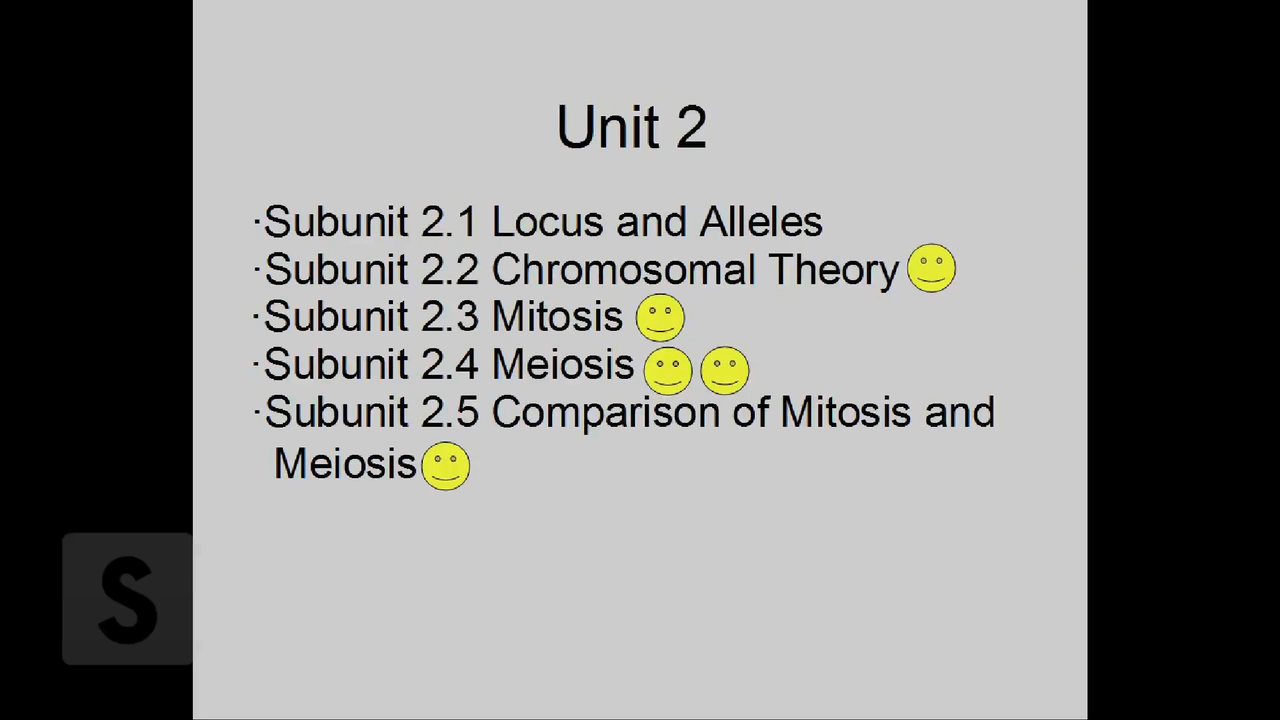 Unit 2
·Subunit 2.1 Locus and Alleles
·Subunit 2.2 Chromosomal Theory
·Subunit 2.3 Mitosis
·Subunit 2.4 Meiosis
·Subunit 2.5 Comparison of Mitosis and
Meiosis
S